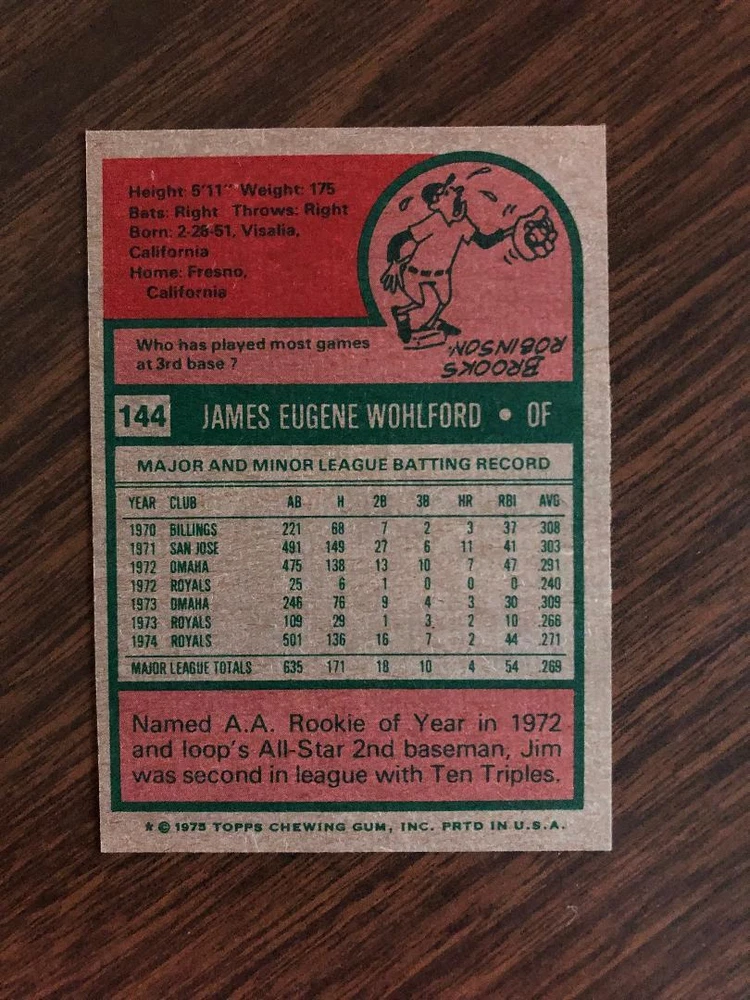 Height: 5'11" Weight: 175
Bats: Right Throws: Right
Born: 2-28-51, Visalia,
California
Home: Fresno,
California
Who has played most games
at 3rd base ?
BROOKS
ROBINSON.
144 JAMES EUGENE WOHLFORD • OF
MAJOR AND MINOR LEAGUE BATTING RECORD
YEAR CLUB AB H 2B 3B HR RBI AVG
1970 BILLINGS 221 68 7 2 3 37 .308
1971 SAN JOSE 491 149 27 6 11 41 .303
1972 OMAHA 475 138 13 10 7 47 .291
1972 ROYALS 25 6 1 0 0 0 .240
1973 OMAHA 246 76 9 4 3 30 .309
1973 ROYALS 109 29 1 3 2 10 .266
1974 ROYALS 501 136 16 7 2 44 .271
MAJOR LEAGUE TOTALS 635 171 18 10 4 54 .269
Named A.A. Rookie of Year in 1972
and loop's All-Star 2nd baseman, Jim
was second in league with Ten Triples.
* © 1975 TOPPS CHEWING GUM, INC. PRTD IN U.S.A.